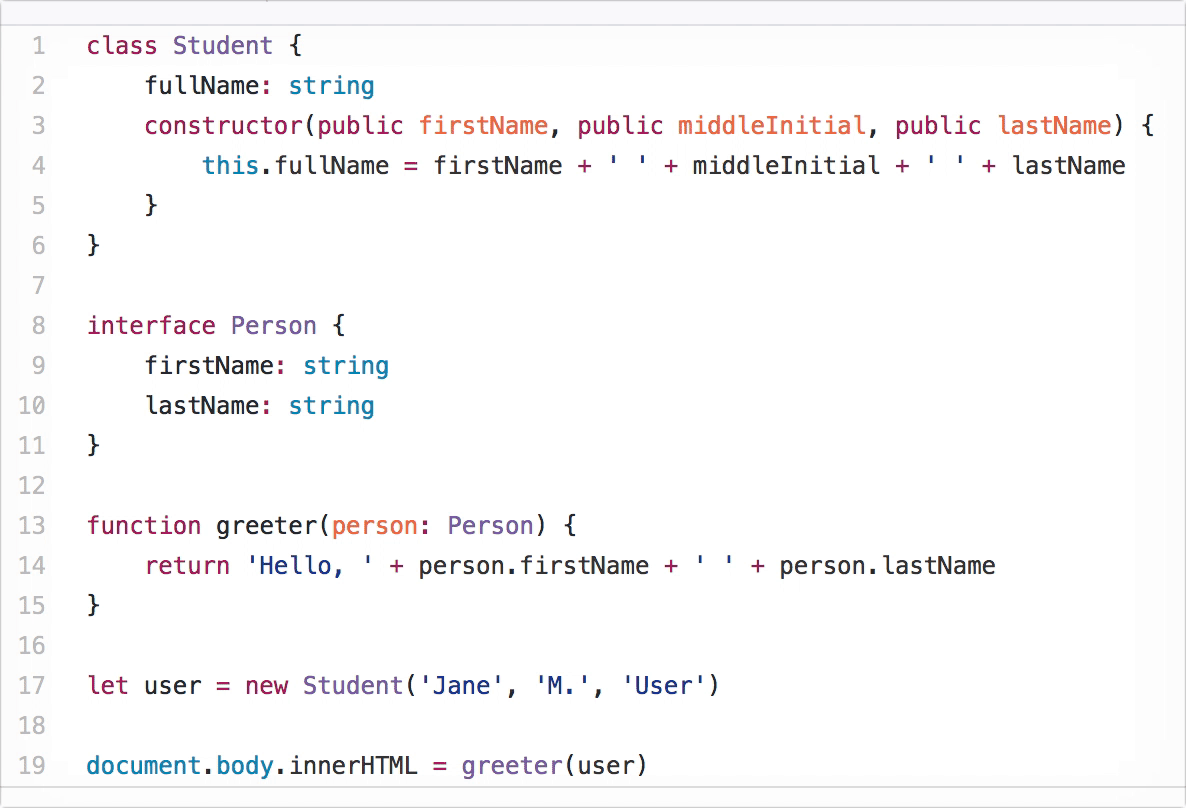 1 class Student {
2     fullName: string
3     constructor(public firstName, public middleInitial, public lastName) {
4         this.fullName = firstName + ' ' + middleInitial + ' ' + lastName
5     }
6 }
7
8 interface Person {
9     firstName: string
10     lastName: string
11 }
12
13 function greeter(person: Person) {
14     return 'Hello, ' + person.firstName + ' ' + person.lastName
15 }
16
17 let user = new Student('Jane', 'M.', 'User')
18
19 document.body.innerHTML = greeter(user)